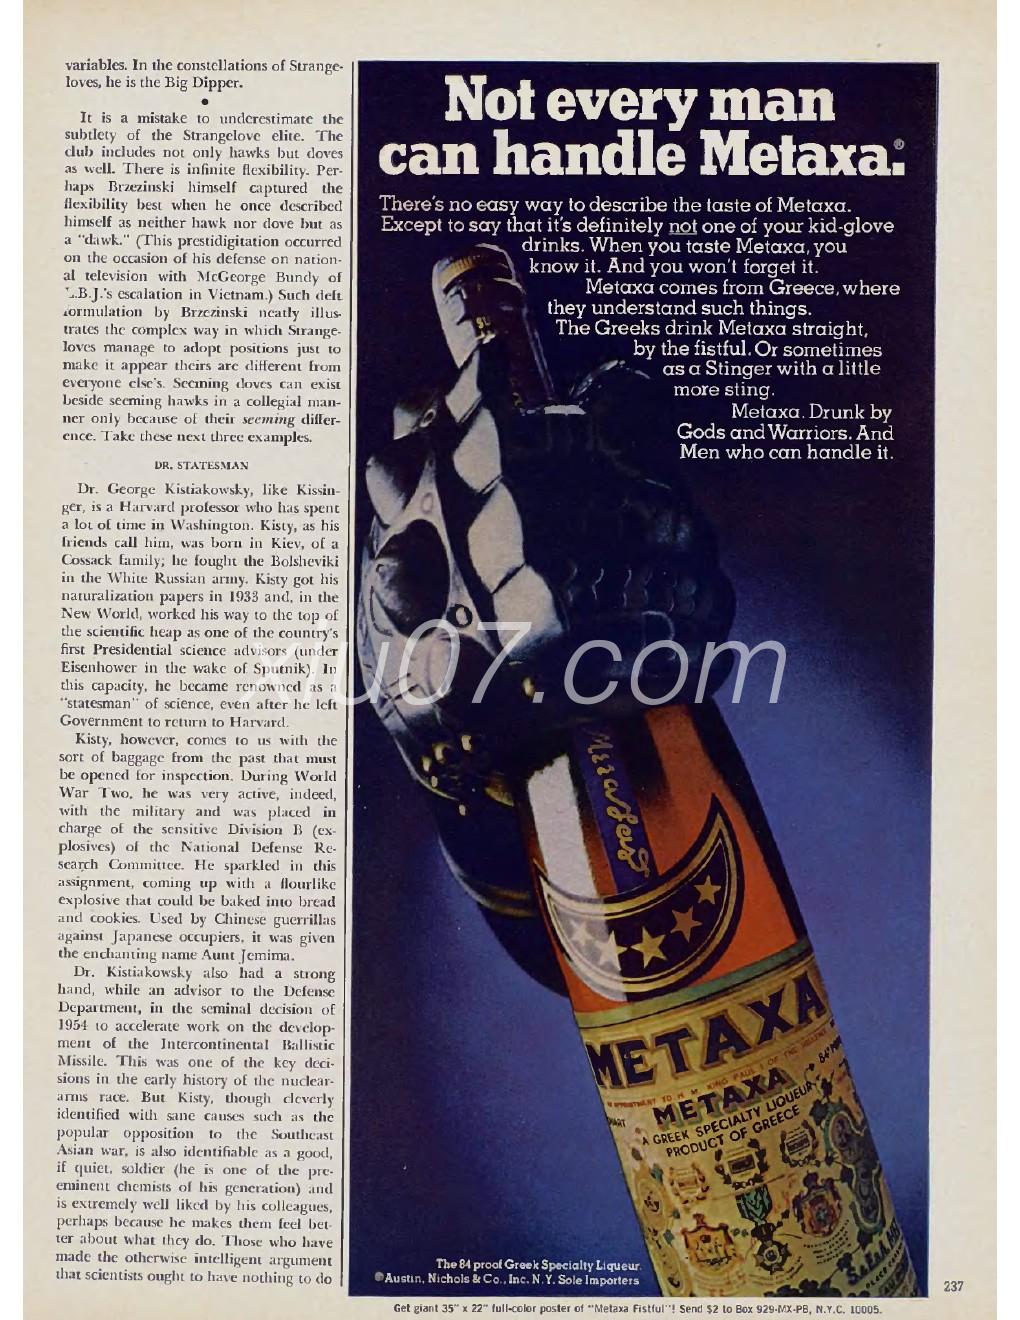 variables. In the constellations of Strange-
loves, he is the Big Dipper.
•
It is a mistake to underestimate the
subtlety of the Strangelove elite. The
club includes not only hawks but doves
as well. There is infinite flexibility. Per-
haps Brzezinski himself captured the
flexibility best when he once described
himself as neither hawk nor dove but as
a "dawk." (This prestidigitation occurred
on the occasion of his defense on nation-
al television with McGeorge Bundy of
L.B.J.'s escalation in Vietnam.) Such deft
formulation by Brzezinski neatly illus-
trates the complex way in which Strange-
loves manage to adopt positions just to
make it appear theirs are different from
everyone else's. Seeming doves can exist
beside seeming hawks in a collegial man-
ner only because of their seeming differ-
ence. Take these next three examples.
DR. STATESMAN
Dr. George Kistiakowsky, like Kissin-
ger, is a Harvard professor who has spent
a lot of time in Washington. Kisty, as his
friends call him, was born in Kiev, of a
Cossack family; he fought the Bolsheviki
in the White Russian army. Kisty got his
naturalization papers in 1933 and, in the
New World, worked his way to the top of
the scientific heap as one of the country's
first Presidential science advisors (under
Eisenhower in the wake of Sputnik). In
this capacity, he became renowned as a
"statesman" of science, even after he left
Government to return to Harvard.
Kisty, however, comes to us with the
sort of baggage from the past that must
be opened for inspection. During World
War Two, he was very active, indeed,
with the military and was placed in
charge of the sensitive Division B (ex-
plosives) of the National Defense Re-
search Committee. He sparkled in this
assignment, coming up with a flourlike
explosive that could be baked into bread
and cookies. Used by Chinese guerrillas
against Japanese occupiers, it was given
the enchanting name Aunt Jemima.
Dr. Kistiakowsky also had a strong
hand, while an advisor to the Defense
Department, in the seminal decision of
1954 to accelerate work on the develop-
ment of the Intercontinental Ballistic
Missile. This was one of the key deci-
sions in the early history of the nuclear-
arms race. But Kisty, though cleverly
identified with sane causes such as the
popular opposition to the Southeast
Asian war, is also identifiable as a good,
if quiet, soldier (he is one of the pre-
eminent chemists of his generation) and
is extremely well liked by his colleagues,
perhaps because he makes them feel bet-
ter about what they do. Those who have
made the otherwise intelligent argument
that scientists ought to have nothing to do
Not every man
can handle Metaxa.®
There's no easy way to describe the taste of Metaxa.
Except to say that it's definitely not one of your kid-glove
drinks. When you taste Metaxa, you
know it. And you won't forget it.
Metaxa comes from Greece, where
they understand such things.
The Greeks drink Metaxa straight,
by the fistful. Or sometimes
as a Stinger with a little
more sting.
Metaxa. Drunk by
Gods and Warriors. And
Men who can handle it.
xiu07.com
METAXA
KING PAUL I OF THE HELLENES
METAXA
84° PROOF
A GREEK SPECIALTY LIQUEUR
PRODUCT OF GREECE
S.&E.&A.
The 84 proof Greek Specialty Liqueur.
©Austin, Nichols & Co., Inc. N.Y. Sole Importers
237
Get giant 35" x 22" full-color poster of "Metaxa Fistful"! Send $2 to Box 929-MX-PB, N.Y.C. 10005.